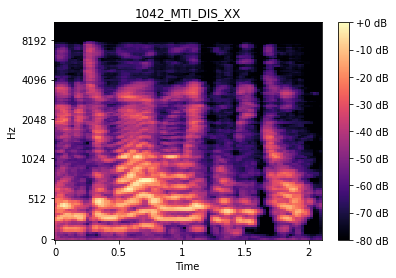 1042_MTI_DIS_XX
Hz
8192
4096
2048
1024
512
0
0
0.5
1
1.5
2
Time
+0 dB
-10 dB
-20 dB
-30 dB
-40 dB
-50 dB
-60 dB
-70 dB
-80 dB